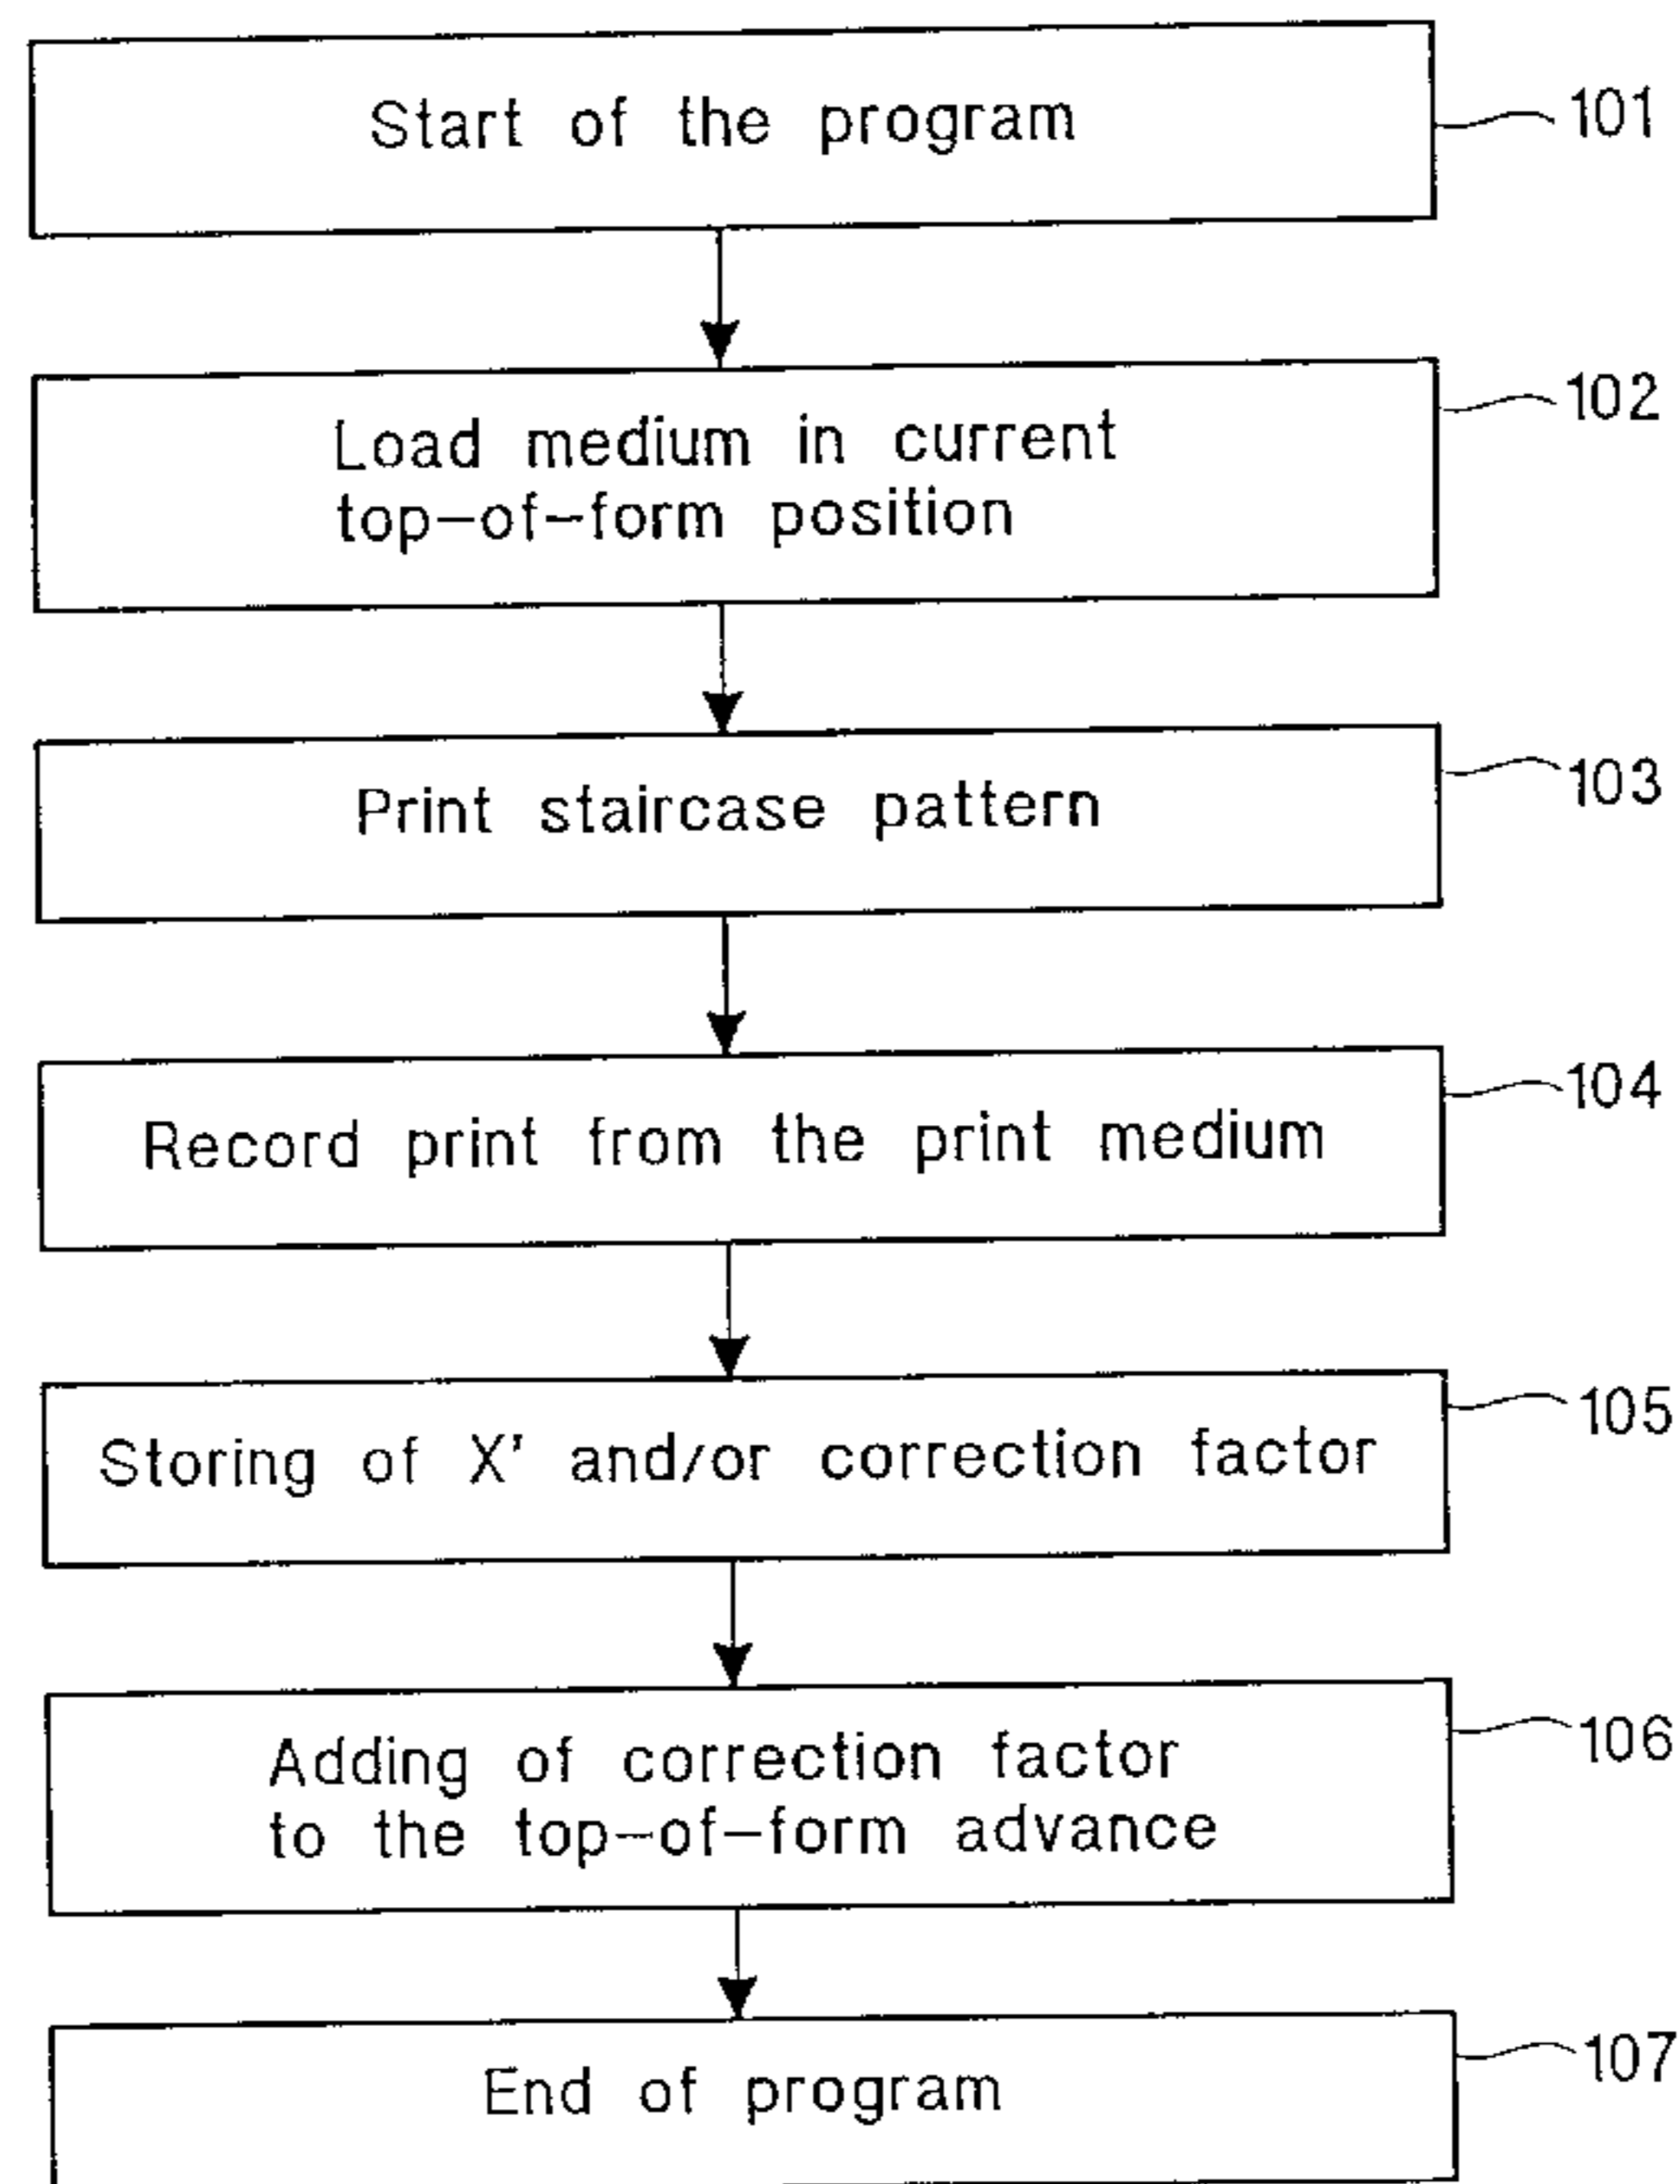 Start of the program
101
Load medium in current
top-of-form position
102
Print staircase pattern
103
Record print from the print medium
104
Storing of X' and/or correction factor
105
Adding of correction factor
to the top-of-form advance
106
End of program
107